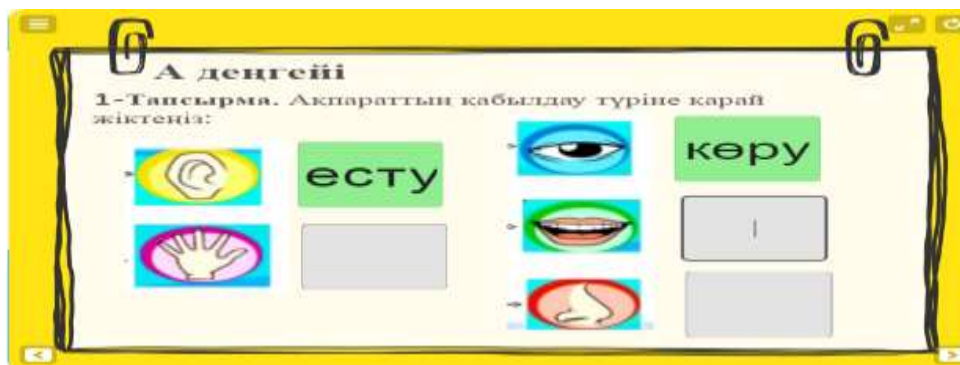 А деңгейі
1-Тапсырма. Ақпараттың қабылдау түріне қарай
жіктеңіз:
есту
көру